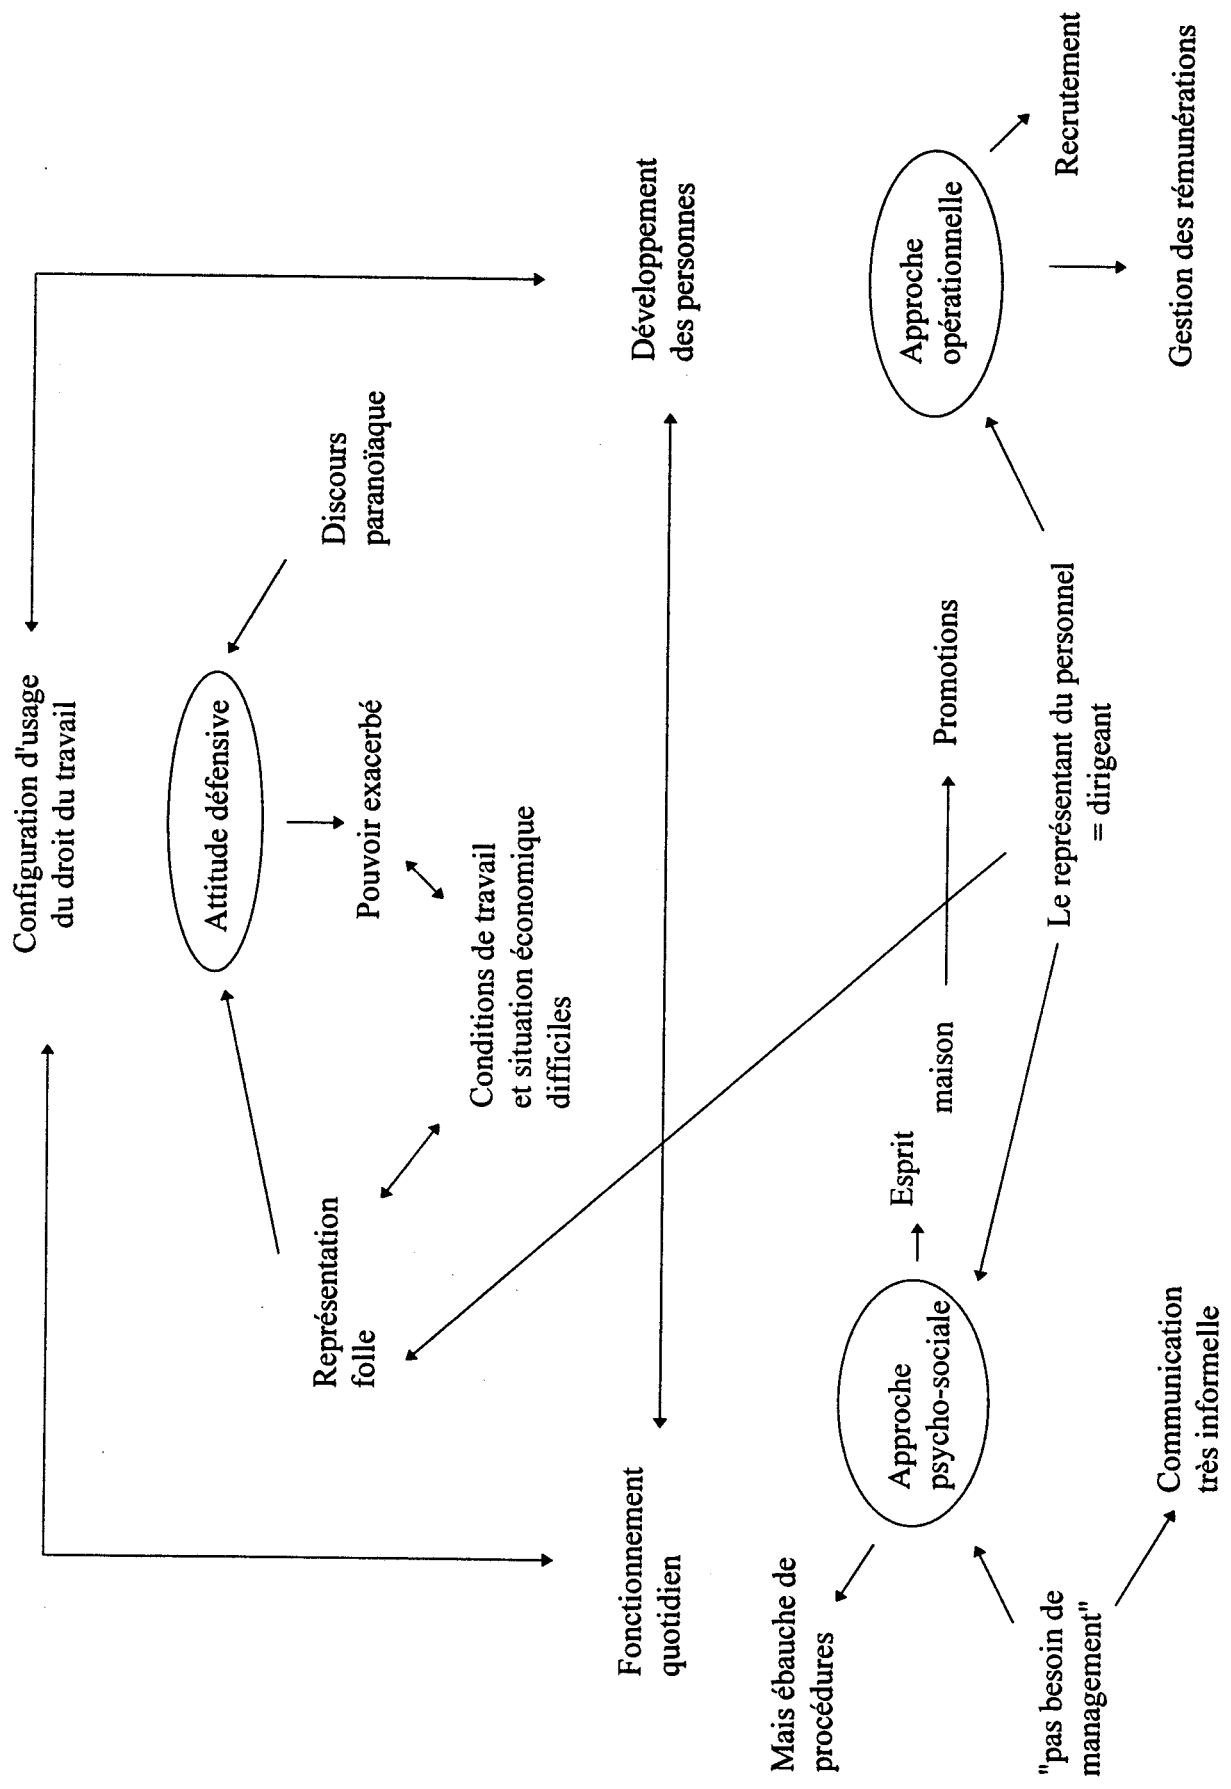 Configuration d'usage
du droit du travail
Attitude défensive
Discours
paranoïaque
Représentation
folle
Pouvoir exacerbé
Conditions de travail
et situation économique
difficiles
Fonctionnement
quotidien
Développement
des personnes
Mais ébauche de
procédures
Approche
psycho-sociale
Esprit
maison
Promotions
Approche
opérationnelle
"pas besoin de
management"
Le représentant du personnel
= dirigeant
Recrutement
Communication
très informelle
Gestion des rémunérations